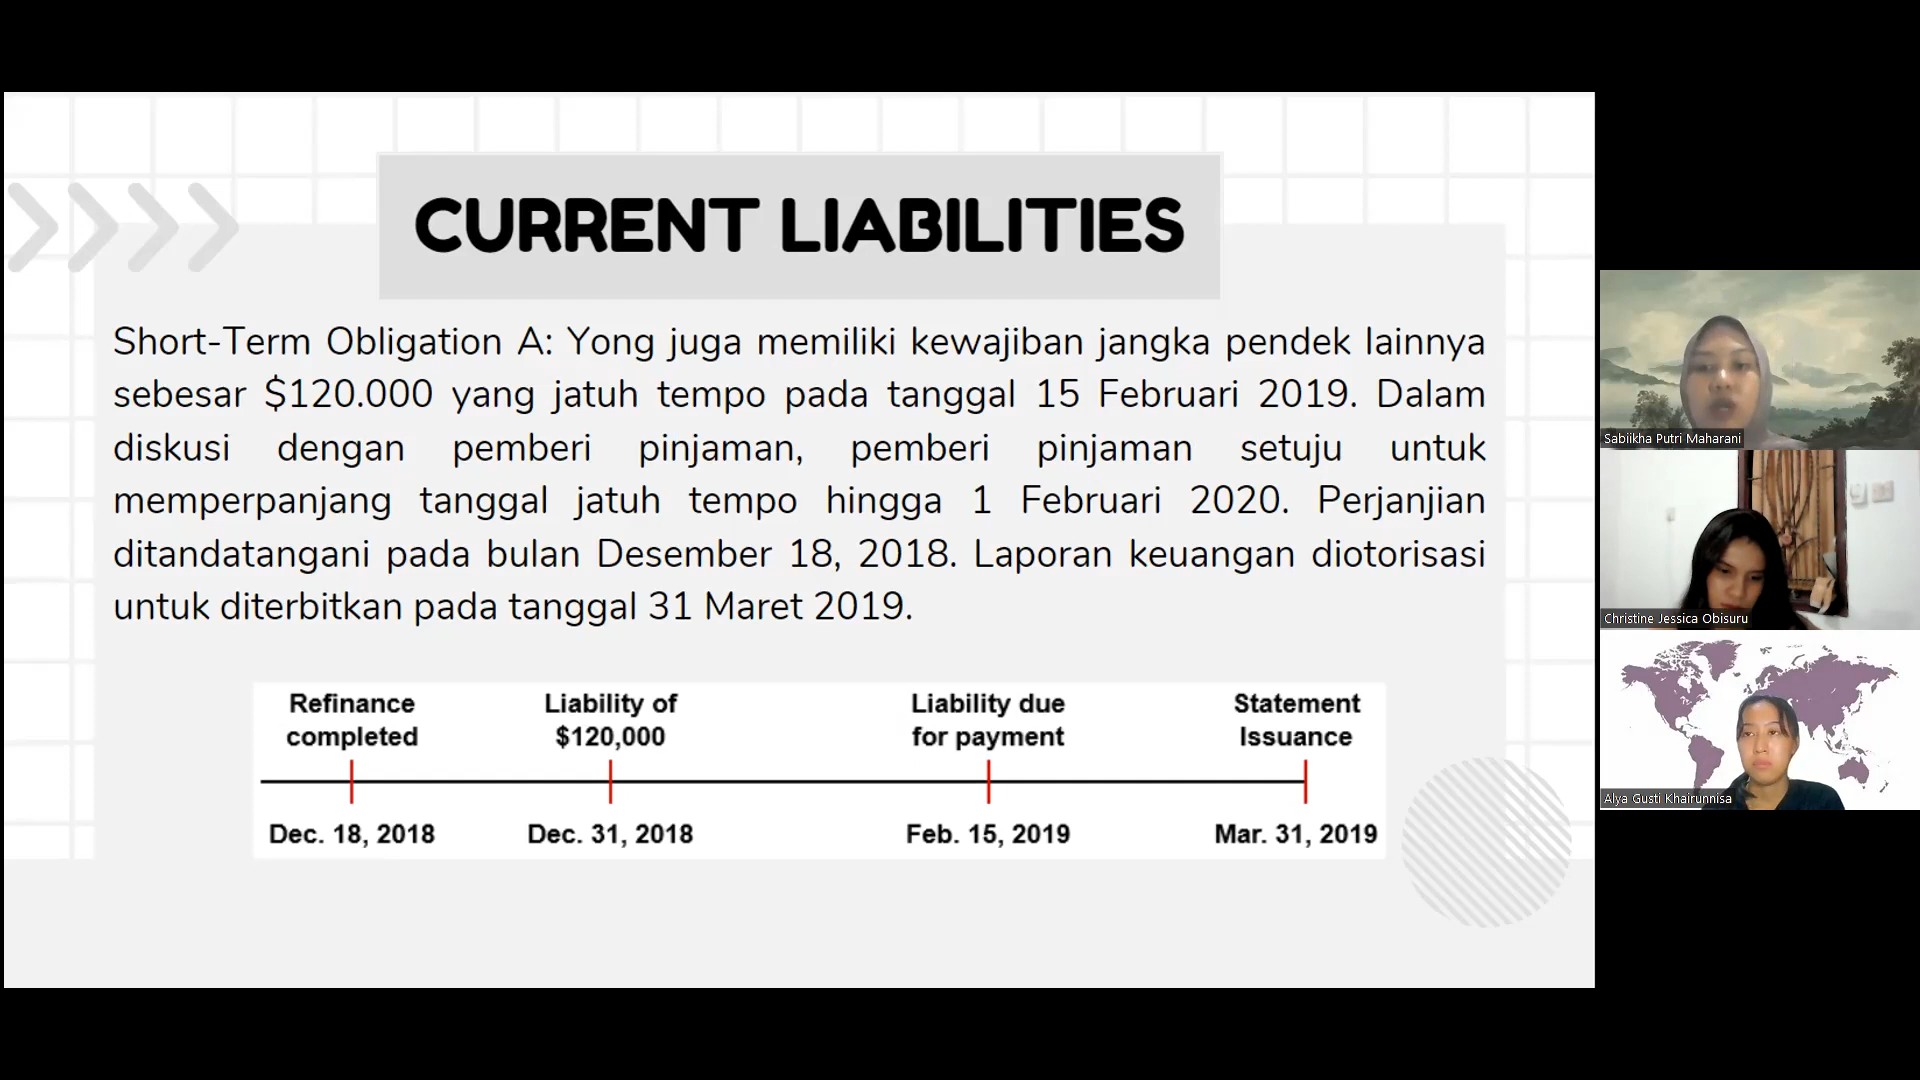 CURRENT LIABILITIES
Short-Term Obligation A: Yong juga memiliki kewajiban jangka pendek lainnya
sebesar $120.000 yang jatuh tempo pada tanggal 15 Februari 2019. Dalam
diskusi dengan pemberi pinjaman, pemberi pinjaman setuju untuk
memperpanjang tanggal jatuh tempo hingga 1 Februari 2020. Perjanjian
ditandatangani pada bulan Desember 18, 2018. Laporan keuangan diotorisasi
untuk diterbitkan pada tanggal 31 Maret 2019.
Refinance
completed
Liability of
$120,000
Liability due
for payment
Statement
Issuance
Dec. 18, 2018
Dec. 31, 2018
Feb. 15, 2019
Mar. 31, 2019
Sabiikha Putri Maharani
Christine Jessica Obisuru
Alya Gusti Khairunnisa